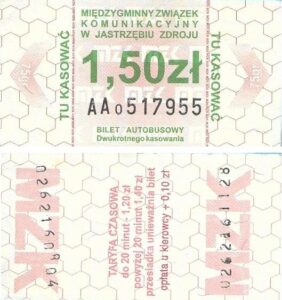 MIĘDZYGMINNY ZWIĄZEK
KOMUNIKACYJNY
W JASTRZĘBIU ZDROJU
TU KASOWAĆ
1,50zł
TU KASOWAĆ
AAo517955
BILET AUTOBUSOWY
Dwukrotnego kasowania
MZK
TARYFA CZASOWA
do 20 minut - 1,20 zł
powyżej 20 minut 1,40 zł
przesiadka unieważnia bilet
opłata u kierowcy + 0,10 zł
MZK